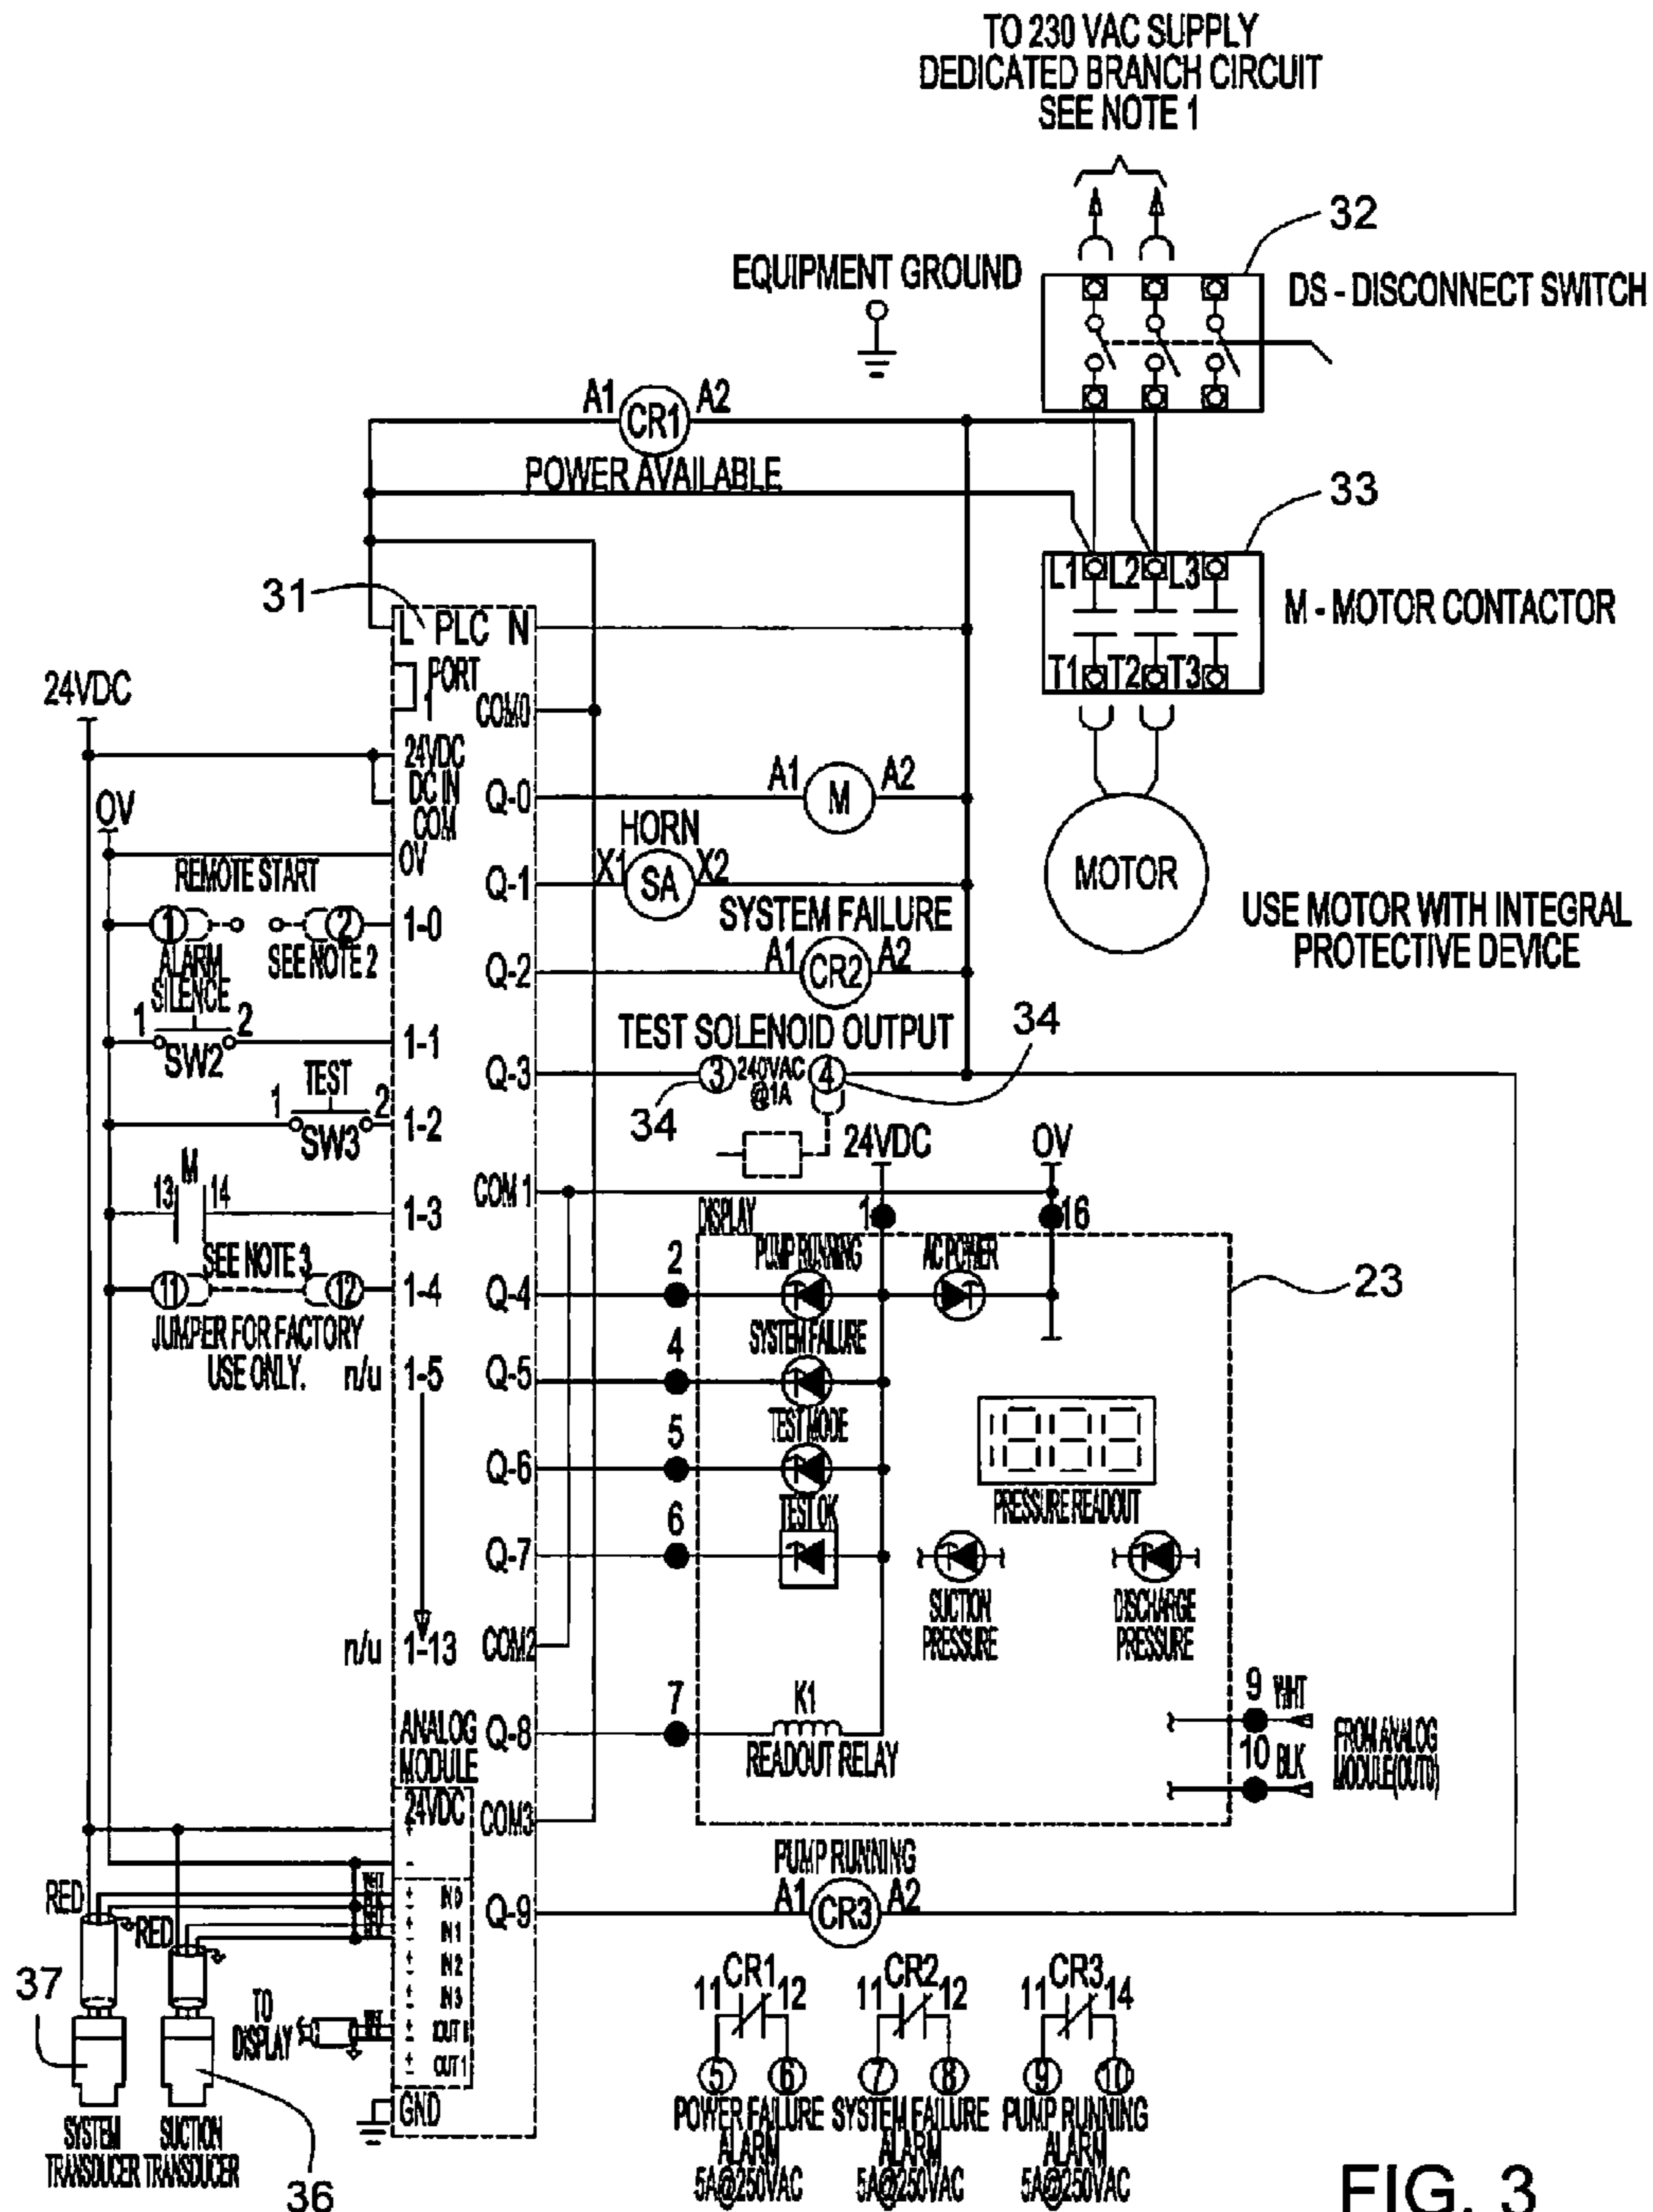 TO 230 VAC SUPPLY
DEDICATED BRANCH CIRCUIT
SEE NOTE 1
32
EQUIPMENT GROUND
DS - DISCONNECT SWITCH
A1 CR1 A2
POWER AVAILABLE
33
31
L1 L2 L3
M - MOTOR CONTACTOR
T1 T2 T3
L PLC N
PORT
1
COM0
24VDC
24VDC
DC IN
COM
0V
0V
Q-0
A1 M A2
HORN
MOTOR
REMOTE START
Q-1
X1 SA X2
USE MOTOR WITH INTEGRAL
PROTECTIVE DEVICE
1 2 1-0
SYSTEM FAILURE
ALARM
SILENCE
SEE NOTE 2
Q-2
A1 CR2 A2
1 2
SW2
1-1
TEST SOLENOID OUTPUT
34
Q-3
3 240VAC
@1A
4
34
TEST
1 2
SW3
1-2
24VDC
0V
M
13 14
1-3
COM 1
1
16
DISPLAY
PUMP RUNNING
AC POWER
SEE NOTE 3
2
11 12 1-4
Q-4
23
JUMPER FOR FACTORY
USE ONLY.
SYSTEM FAILURE
4
n/u 1-5
Q-5
TEST MODE
5
Q-6
PRESSURE READOUT
TEST OK
6
Q-7
SUCTION
PRESSURE
DISCHARGE
PRESSURE
n/u 1-13
COM2
7
K1
READOUT RELAY
9 WHT
10 BLK
FROM ANALOG
MODULE(OUT0)
ANALOG
MODULE
Q-8
24VDC
+
-
COM3
PUMP RUNNING
A1 CR3 A2
Q-9
RED
RED
+
-
IN 0
+
-
IN 1
+
-
IN 2
+
-
IN 3
+
-
+
-
OUT 1
TO
DISPLAY
37
GND
SYSTEM
TRANSDUCER
SUCTION
TRANSDUCER
36
11 CR1 12
5 6
POWER FAILURE
ALARM
5A@250VAC
11 CR2 12
7 8
SYSTEM FAILURE
ALARM
5A@250VAC
11 CR3 14
9 10
PUMP RUNNING
ALARM
5A@250VAC
FIG. 3